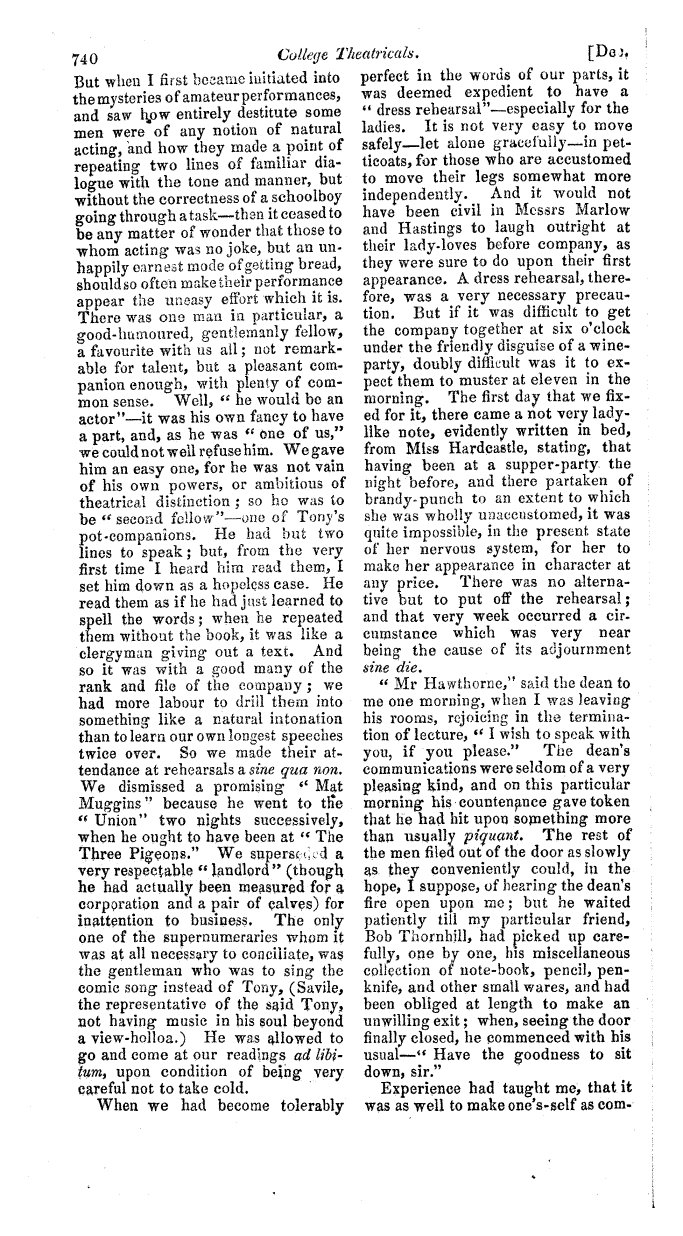 740
College Theatricals.
[Dec.
But when I first became initiated into
the mysteries of amateur performances,
and saw how entirely destitute some
men were of any notion of natural
acting, and how they made a point of
repeating two lines of familiar dia-
logue with the tone and manner, but
without the correctness of a schoolboy
going through a task—then it ceased to
be any matter of wonder that those to
whom acting was no joke, but an un-
happily earnest mode of getting bread,
should so often make their performance
appear the uneasy effort which it is.
There was one man in particular, a
good-humoured, gentlemanly fellow,
a favourite with us all; not remark-
able for talent, but a pleasant com-
panion enough, with plenty of com-
mon sense. Well, “ he would be an
actor”—it was his own fancy to have
a part, and, as he was “ one of us,”
we could not well refuse him. We gave
him an easy one, for he was not vain
of his own powers, or ambitious of
theatrical distinction; so he was to
be “ second fellow”—one of Tony's
pot-companions. He had but two
lines to speak; but, from the very
first time I heard him read them, I
set him down as a hopeless case. He
read them as if he had just learned to
spell the words; when he repeated
them without the book, it was like a
clergyman giving out a text. And
so it was with a good many of the
rank and file of the company; we
had more labour to drill them into
something like a natural intonation
than to learn our own longest speeches
twice over. So we made their at-
tendance at rehearsals a sine qua non.
We dismissed a promising “ Mat
Muggins” because he went to the
“ Union” two nights successively,
when he ought to have been at “ The
Three Pigeons.” We superseded a
very respectable “ landlord” (though
he had actually been measured for a
corporation and a pair of calves) for
inattention to business. The only
one of the supernumeraries whom it
was at all necessary to conciliate, was
the gentleman who was to sing the
comic song instead of Tony, (Savile,
the representative of the said Tony,
not having music in his soul beyond
a view-holloa.) He was allowed to
go and come at our readings ad libi-
tum, upon condition of being very
careful not to take cold.
When we had become tolerably
perfect in the words of our parts, it
was deemed expedient to have a
“ dress rehearsal”—especially for the
ladies. It is not very easy to move
safely—let alone gracefully—in pet-
ticoats, for those who are accustomed
to move their legs somewhat more
independently. And it would not
have been civil in Messrs Marlow
and Hastings to laugh outright at
their lady-loves before company, as
they were sure to do upon their first
appearance. A dress rehearsal, there-
fore, was a very necessary precau-
tion. But if it was difficult to get
the company together at six o'clock
under the friendly disguise of a wine-
party, doubly difficult was it to ex-
pect them to muster at eleven in the
morning. The first day that we fix-
ed for it, there came a not very lady-
like note, evidently written in bed,
from Miss Hardcastle, stating, that
having been at a supper-party the
night before, and there partaken of
brandy-punch to an extent to which
she was wholly unaccustomed, it was
quite impossible, in the present state
of her nervous system, for her to
make her appearance in character at
any price. There was no alterna-
tive but to put off the rehearsal;
and that very week occurred a cir-
cumstance which was very near
being the cause of its adjournment
sine die.
“ Mr Hawthorne,” said the dean to
me one morning, when I was leaving
his rooms, rejoicing in the termina-
tion of lecture, “ I wish to speak with
you, if you please.” The dean's
communications were seldom of a very
pleasing kind, and on this particular
morning his countenance gave token
that he had hit upon something more
than usually piquant. The rest of
the men filed out of the door as slowly
as they conveniently could, in the
hope, I suppose, of hearing the dean's
fire open upon me; but he waited
patiently till my particular friend,
Bob Thornhill, had picked up care-
fully, one by one, his miscellaneous
collection of note-book, pencil, pen-
knife, and other small wares, and had
been obliged at length to make an
unwilling exit; when, seeing the door
finally closed, he commenced with his
usual—“ Have the goodness to sit
down, sir.”
Experience had taught me, that it
was as well to make one's-self as com-